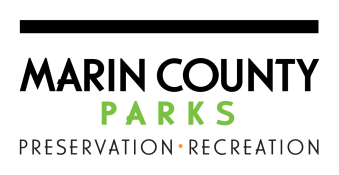 MARIN COUNTY
PARKS
PRESERVATION • RECREATION